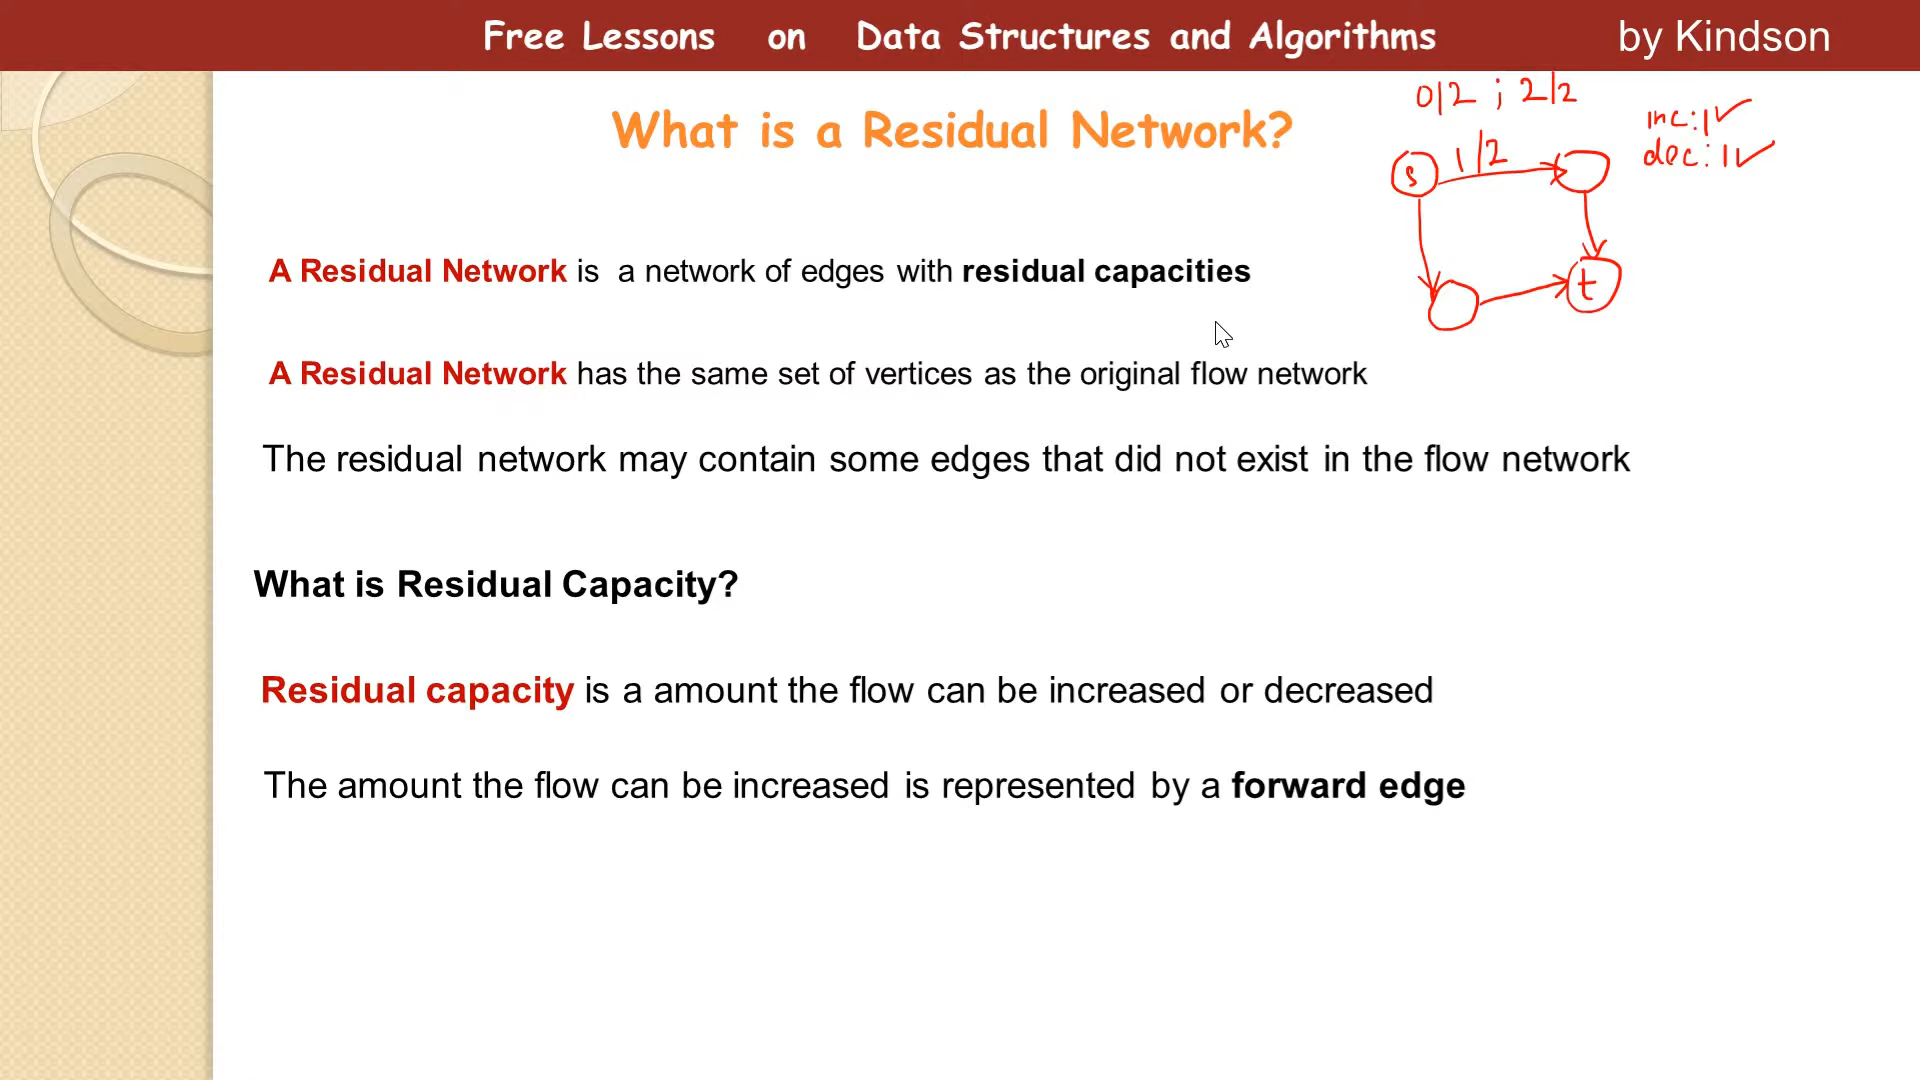 Free Lessons on Data Structures and Algorithms by Kindson
0/2 ; 2/2
What is a Residual Network?
inc:1 ✓
dec:1 ✓
1/2
s
A Residual Network is a network of edges with residual capacities
t
A Residual Network has the same set of vertices as the original flow network
The residual network may contain some edges that did not exist in the flow network
What is Residual Capacity?
Residual capacity is a amount the flow can be increased or decreased
The amount the flow can be increased is represented by a forward edge